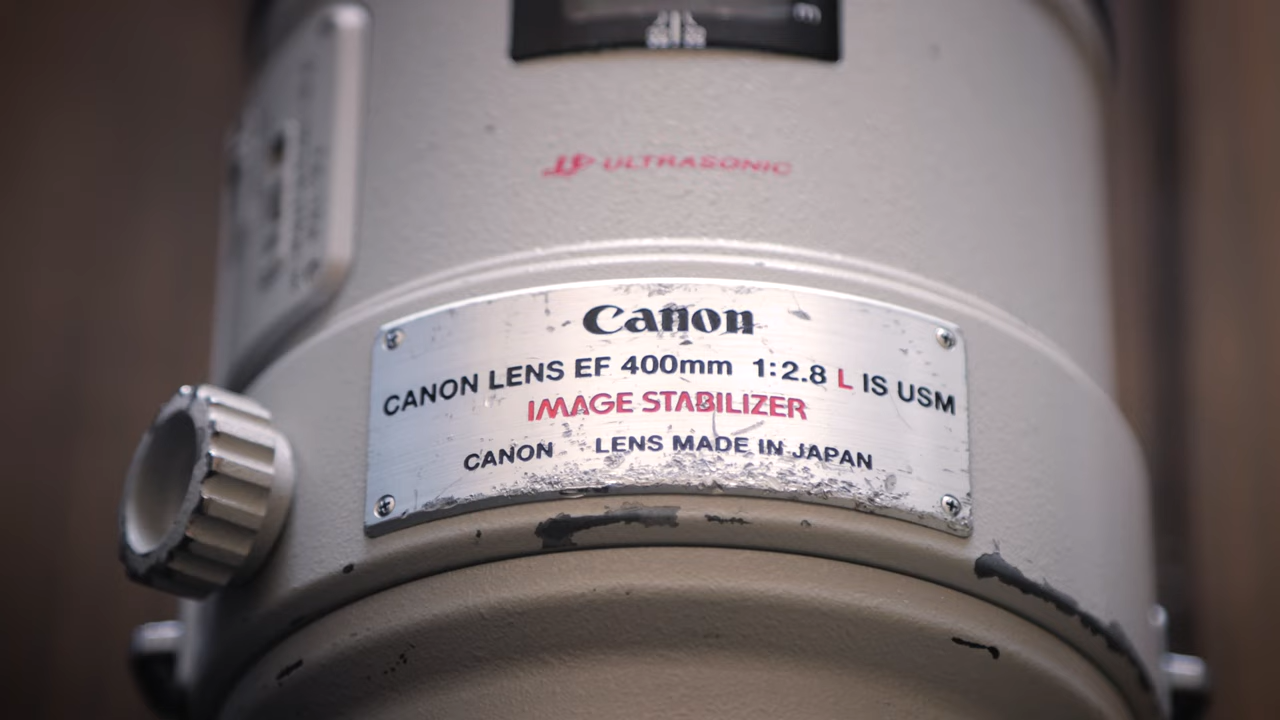 ULTRASONIC
Canon
CANON LENS EF 400mm 1:2.8 L IS USM
IMAGE STABILIZER
CANON LENS MADE IN JAPAN